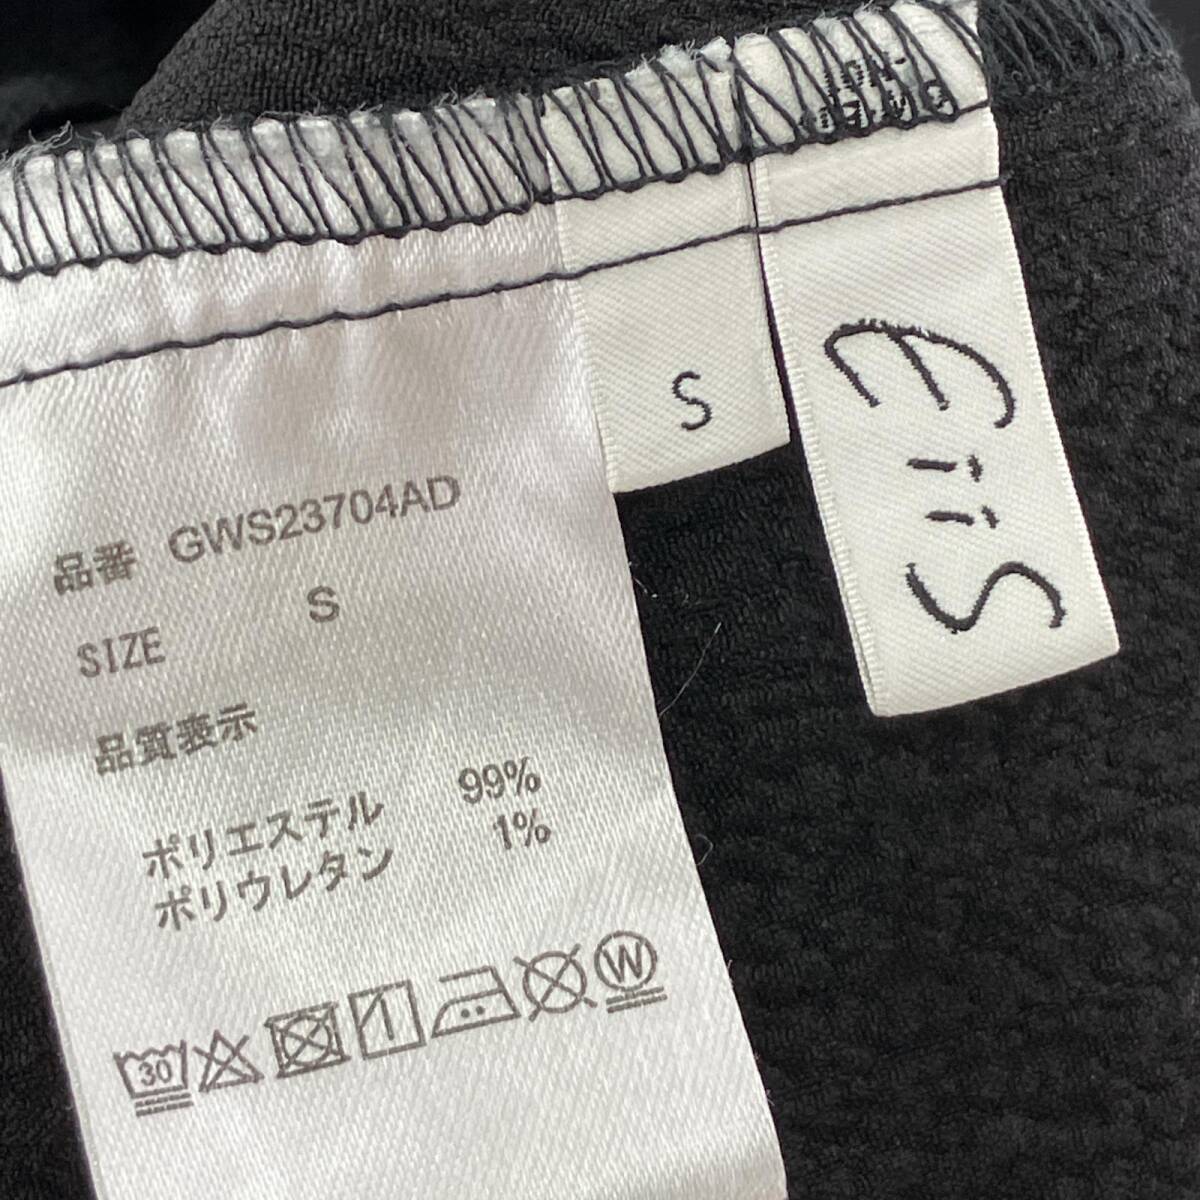 品番 GWS23704AD
SIZE S
品質表示
ポリエステル 99%
ポリウレタン 1%
30
W
S
EiiS